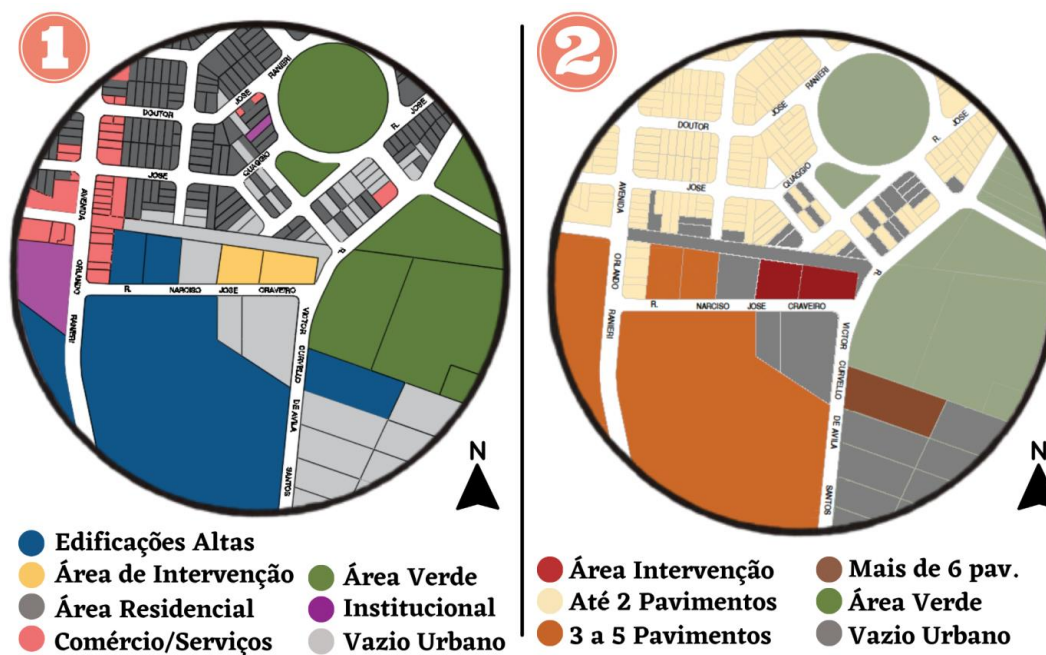 1
RANIERI
JOSE
DOUTOR
R. JOSE
QUAGGIO
JOSE
AVENIDA
R.
ORLANDO
R. NARCISO JOSE CRAVEIRO
RANIERI
VICTOR
CURVELLO
DE AVILA
SANTOS
N
Edificações Altas
Área de Intervenção
Área Residencial
Comércio/Serviços
Área Verde
Institucional
Vazio Urbano
2
RANIERI
JOSE
DOUTOR
R. JOSE
QUAGGIO
JOSE
AVENIDA
R.
ORLANDO
R. NARCISO JOSE CRAVEIRO
RANIERI
VICTOR
CURVELLO
DE AVILA
SANTOS
N
Área Intervenção
Até 2 Pavimentos
3 a 5 Pavimentos
Mais de 6 pav.
Área Verde
Vazio Urbano